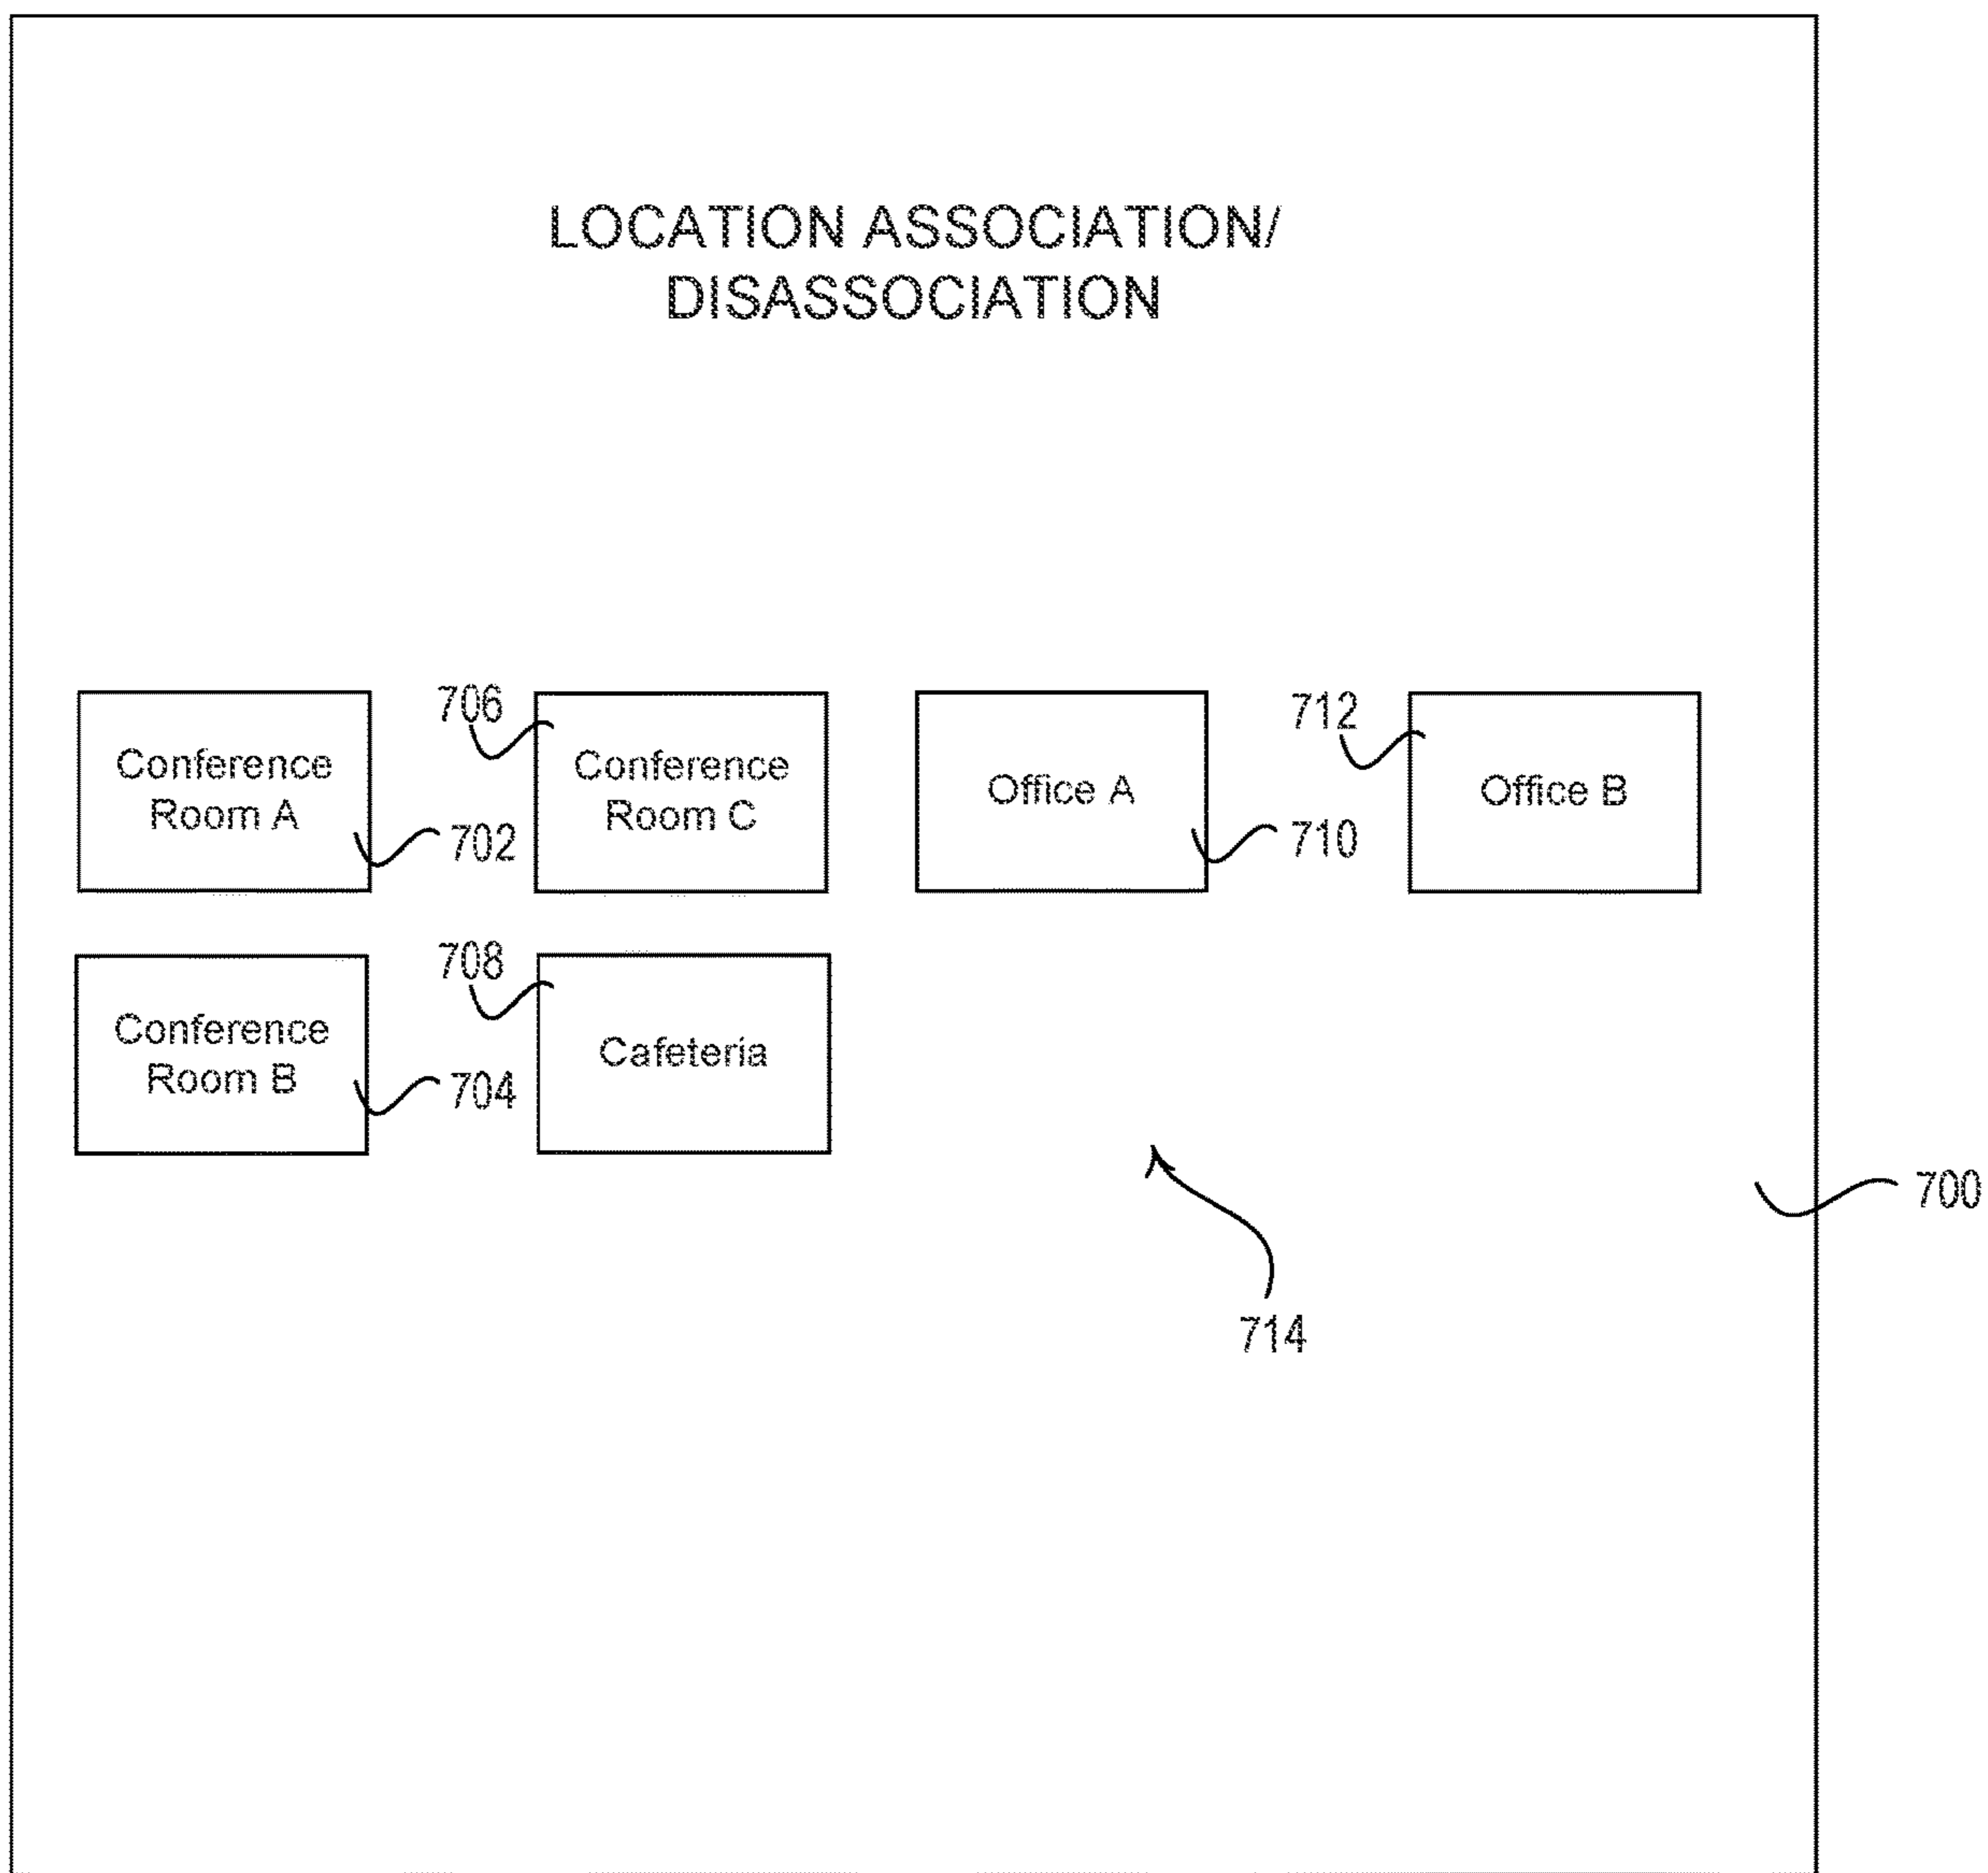 LOCATION ASSOCIATION/
DISASSOCIATION
Conference
Room A
702
706
Conference
Room C
Office A
710
712
Office B
Conference
Room B
704
708
Cafeteria
714
700